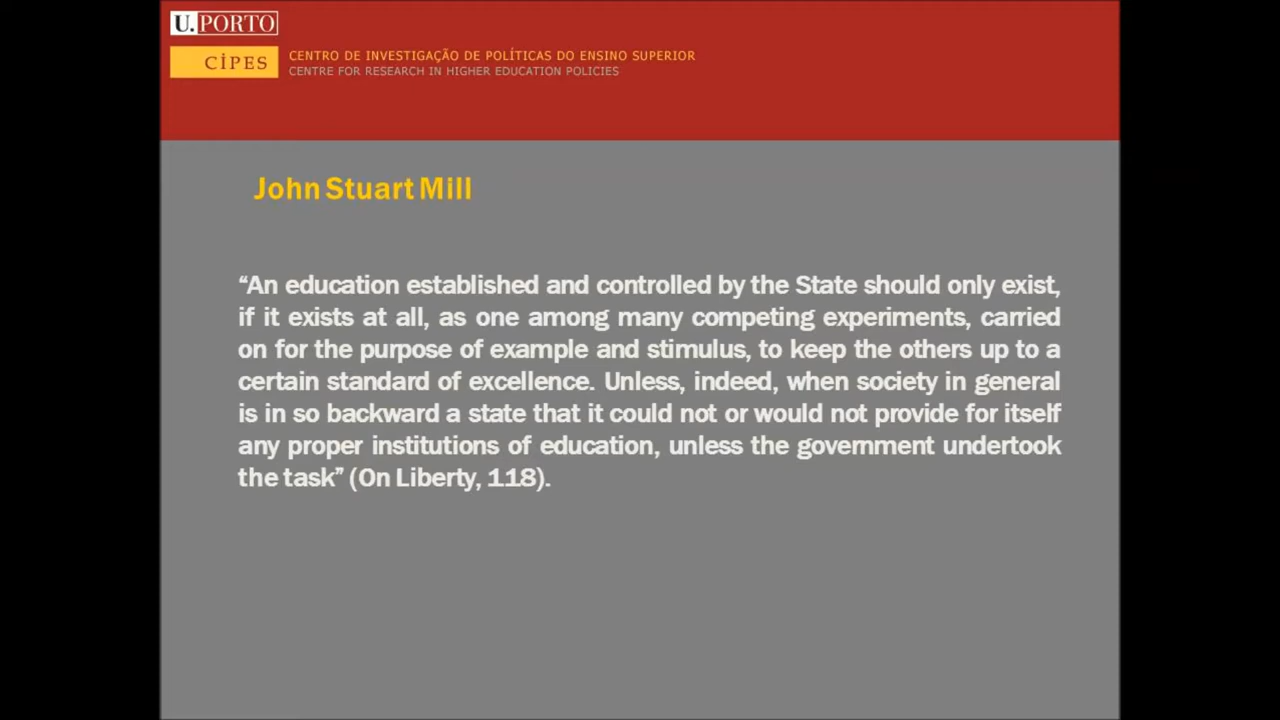 U.PORTO
CİPES
CENTRO DE INVESTIGAÇÃO DE POLÍTICAS DO ENSINO SUPERIOR
CENTRE FOR RESEARCH IN HIGHER EDUCATION POLICIES
John Stuart Mill
“An education established and controlled by the State should only exist,
if it exists at all, as one among many competing experiments, carried
on for the purpose of example and stimulus, to keep the others up to a
certain standard of excellence. Unless, indeed, when society in general
is in so backward a state that it could not or would not provide for itself
any proper institutions of education, unless the government undertook
the task” (On Liberty, 118).